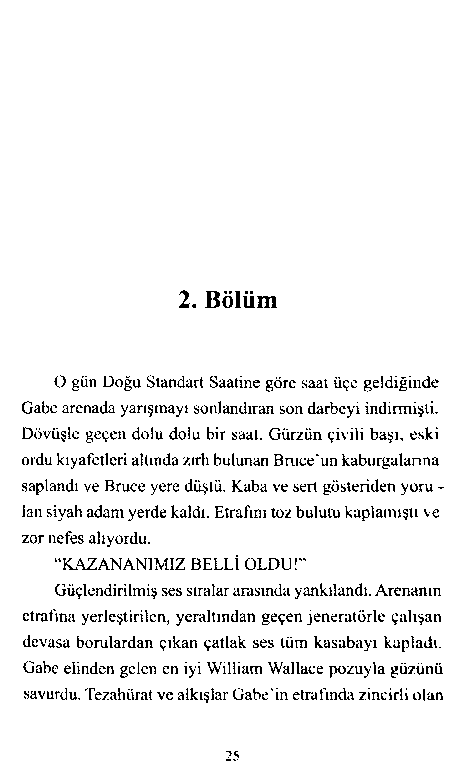 2. Bölüm
O gün Doğu Standart Saatine göre saat üçe geldiğinde
Gabe arenada yarışmayı sonlandıran son darbeyi indirmişti.
Dövüşle geçen dolu dolu bir saat. Gürzün çivili başı, eski
ordu kıyafetleri altında zırh bulunan Bruce'un kaburgalarına
saplandı ve Bruce yere düştü. Kaba ve sert gösteriden yoru -
lan siyah adam yerde kaldı. Etrafını toz bulutu kaplamıştı ve
zor nefes alıyordu.
"KAZANANIMIZ BELLİ OLDU!"
Güçlendirilmiş ses sıralar arasında yankılandı. Arenanın
etrafına yerleştirilen, yeraltından geçen jeneratörle çalışan
devasa borulardan çıkan çatlak ses tüm kasabayı kapladı.
Gabe elinden gelen en iyi William Wallace pozuyla güzünü
savurdu. Tezahürat ve alkışlar Gabe'in etrafında zincirli olan
25